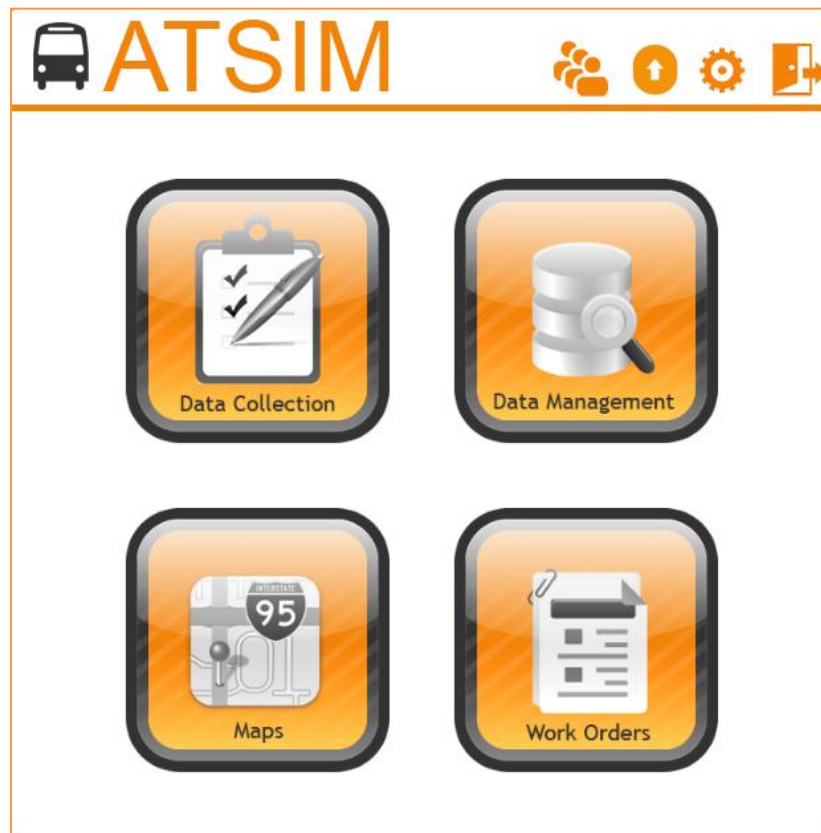 ATSIM
Data Collection
Data Management
INTERSTATE
95
Maps
Work Orders